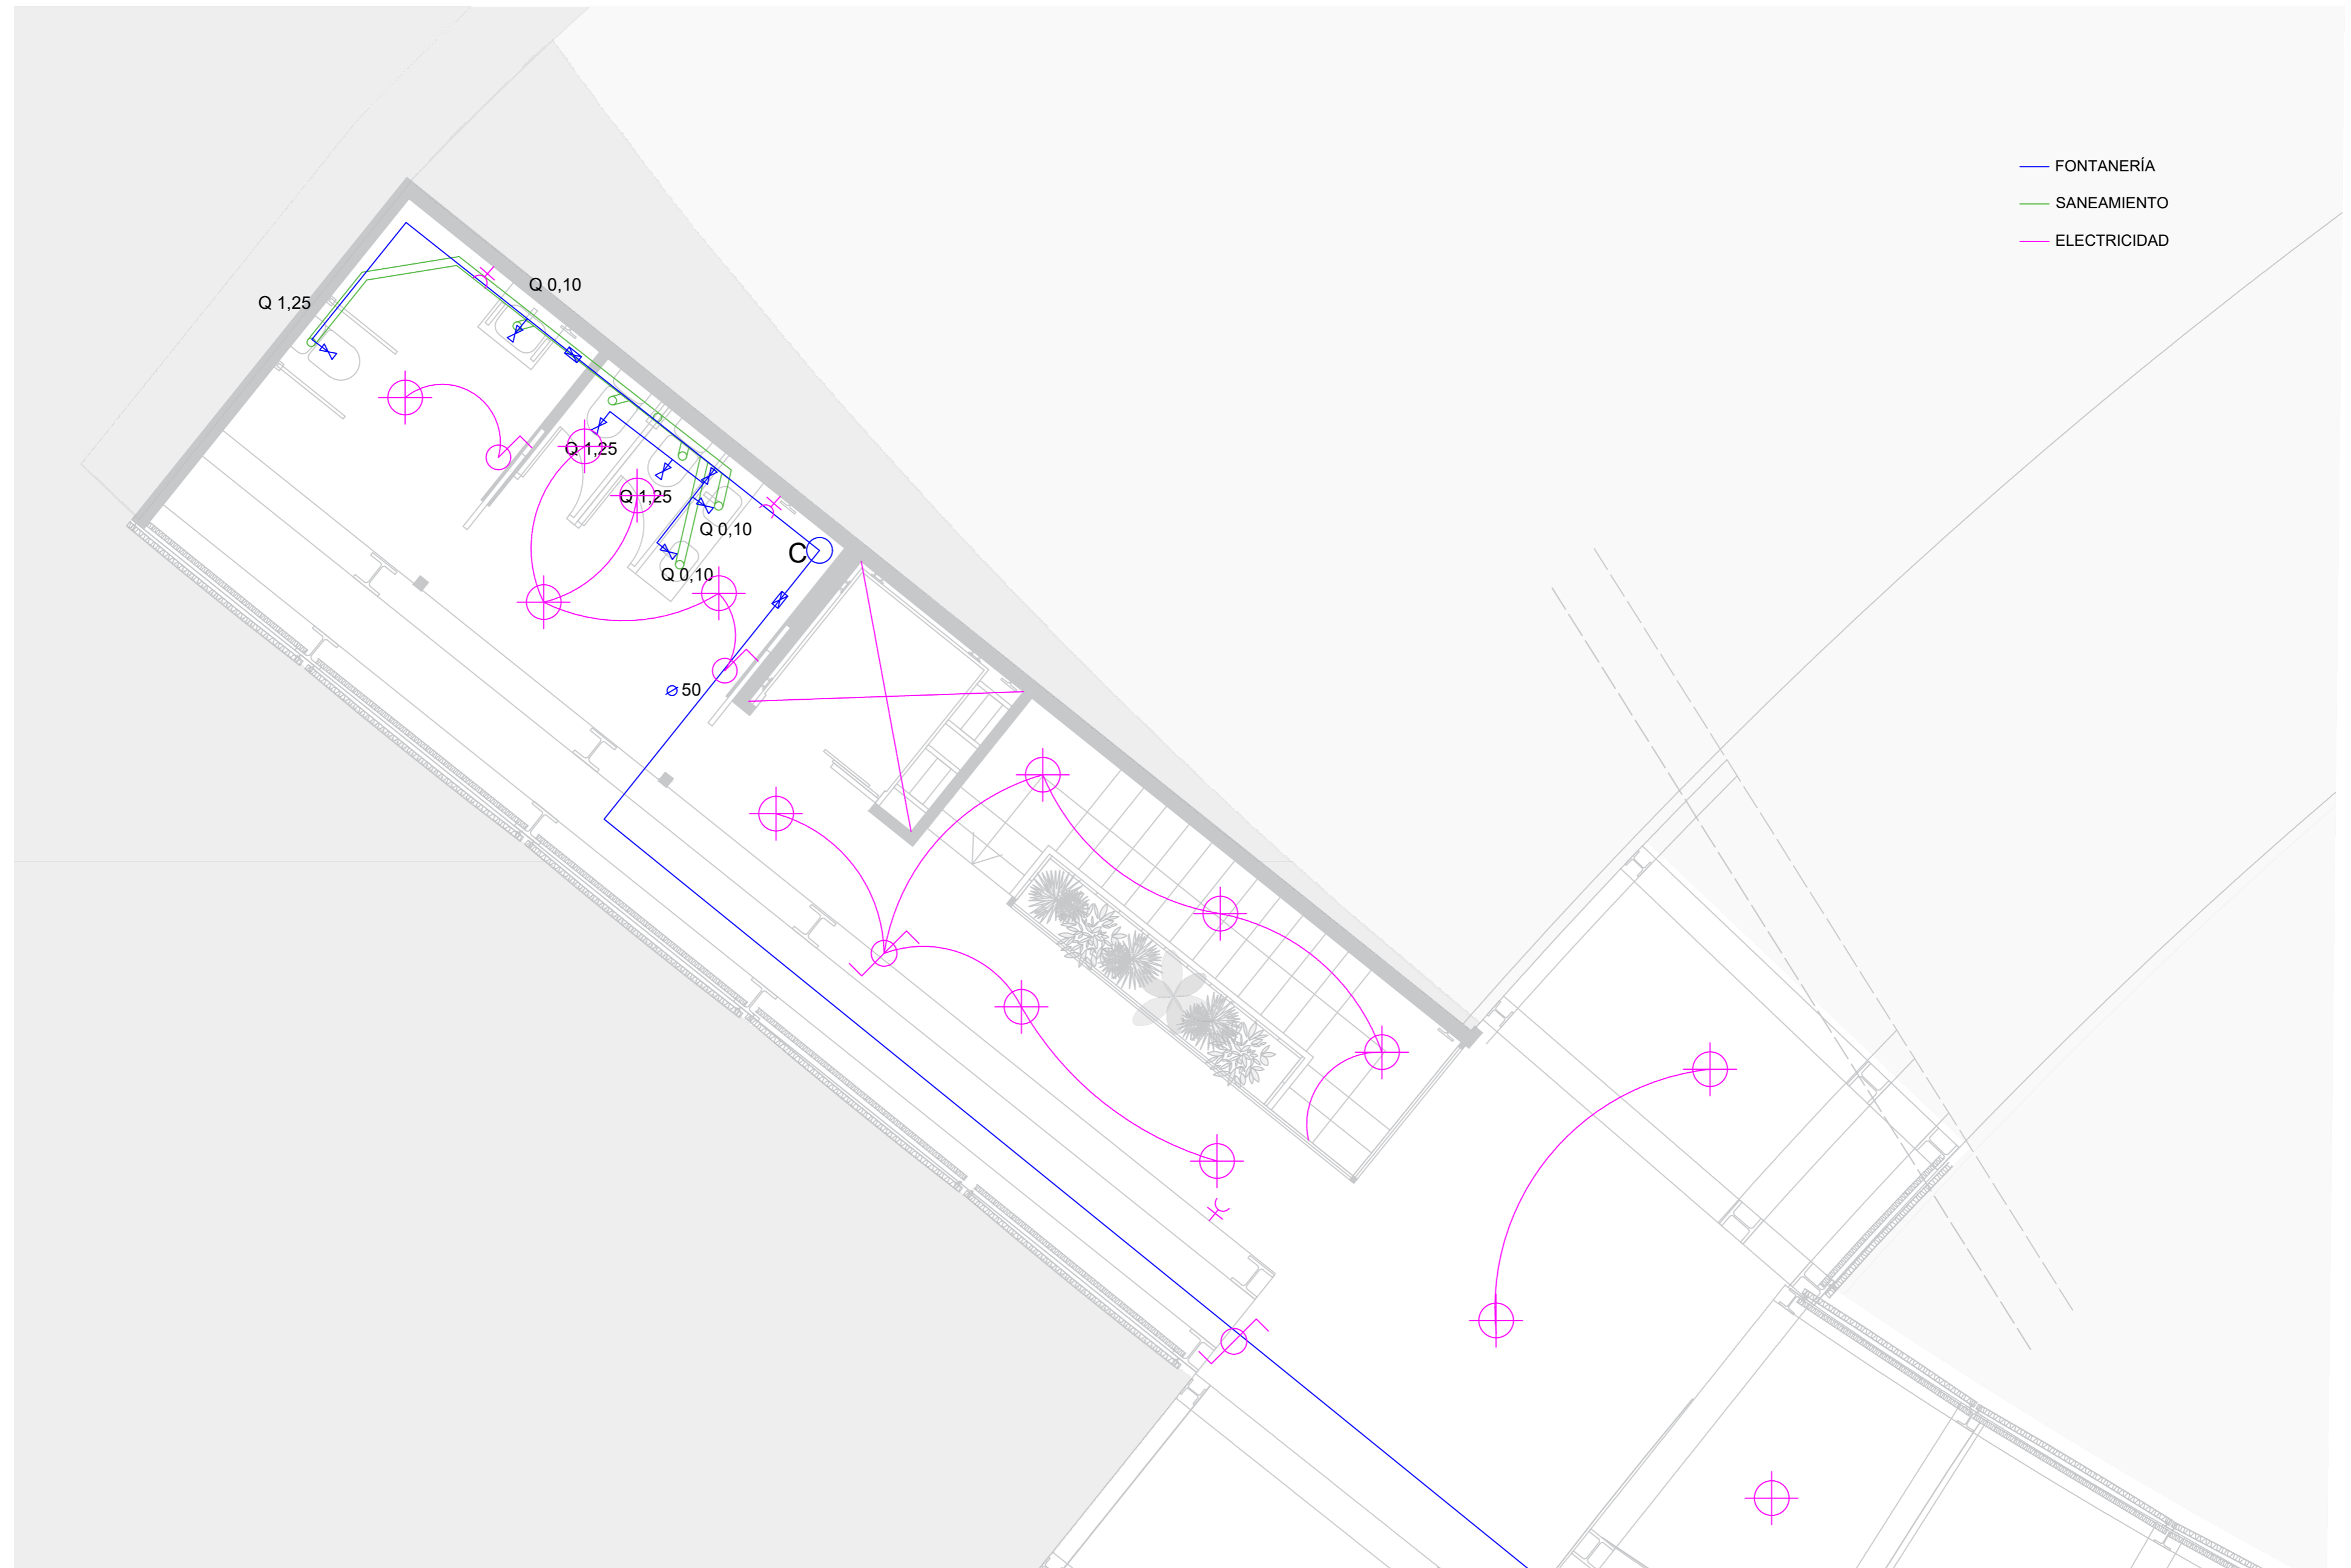 FONTANERÍA
SANEAMIENTO
ELECTRICIDAD
Q 0,10
Q 1,25
Q 1,25
Q 1,25
Q 0,10
C
Q 0,10
⌀ 50